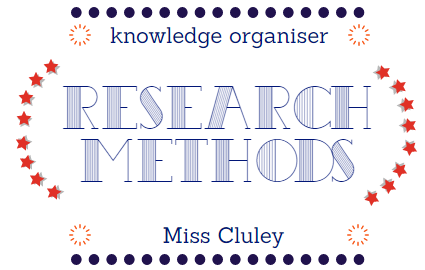 knowledge organiser
RESEARCH
METHODS
Miss Cluley